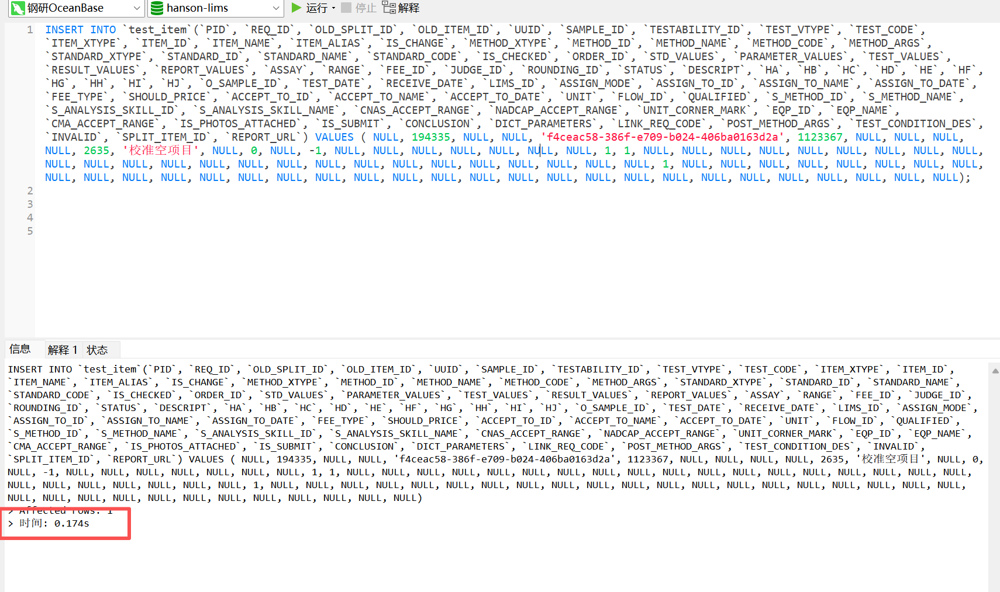 钢研OceanBase hanson-lims 运行 停止 解释
1 INSERT INTO `test_item`(`PID`, `REQ_ID`, `OLD_SPLIT_ID`, `OLD_ITEM_ID`, `UUID`, `SAMPLE_ID`, `TESTABILITY_ID`, `TEST_VTYPE`, `TEST_CODE`,
`ITEM_XTYPE`, `ITEM_ID`, `ITEM_NAME`, `ITEM_ALIAS`, `IS_CHANGE`, `METHOD_XTYPE`, `METHOD_ID`, `METHOD_NAME`, `METHOD_CODE`, `METHOD_ARGS`,
`STANDARD_XTYPE`, `STANDARD_ID`, `STANDARD_NAME`, `STANDARD_CODE`, `IS_CHECKED`, `ORDER_ID`, `STD_VALUES`, `PARAMETER_VALUES`, `TEST_VALUES`,
`RESULT_VALUES`, `REPORT_VALUES`, `ASSAY`, `RANGE`, `FEE_ID`, `JUDGE_ID`, `ROUNDING_ID`, `STATUS`, `DESCRIPT`, `HA`, `HB`, `HC`, `HD`, `HE`, `HF`,
`HG`, `HH`, `HI`, `HJ`, `O_SAMPLE_ID`, `TEST_DATE`, `RECEIVE_DATE`, `LIMS_ID`, `ASSIGN_MODE`, `ASSIGN_TO_ID`, `ASSIGN_TO_NAME`, `ASSIGN_TO_DATE`,
`FEE_TYPE`, `SHOULD_PRICE`, `ACCEPT_TO_ID`, `ACCEPT_TO_NAME`, `ACCEPT_TO_DATE`, `UNIT`, `FLOW_ID`, `QUALIFIED`, `S_METHOD_ID`, `S_METHOD_NAME`,
`S_ANALYSIS_SKILL_ID`, `S_ANALYSIS_SKILL_NAME`, `CNAS_ACCEPT_RANGE`, `NADCAP_ACCEPT_RANGE`, `UNIT_CORNER_MARK`, `EQP_ID`, `EQP_NAME`,
`CMA_ACCEPT_RANGE`, `IS_PHOTOS_ATTACHED`, `IS_SUBMIT`, `CONCLUSION`, `DICT_PARAMETERS`, `LINK_REQ_CODE`, `POST_METHOD_ARGS`, `TEST_CONDITION_DES`,
`INVALID`, `SPLIT_ITEM_ID`, `REPORT_URL`) VALUES ( NULL, 194335, NULL, NULL, 'f4ceac58-386f-e709-b024-406ba0163d2a', 1123367, NULL, NULL, NULL,
NULL, 2635, '校准空项目', NULL, 0, NULL, -1, NULL, NULL, NULL, NULL, NULL, NULL, NULL, 1, 1, NULL, NULL, NULL, NULL, NULL, NULL, NULL, NULL, NULL,
NULL, NULL, NULL, NULL, NULL, NULL, NULL, NULL, NULL, NULL, NULL, NULL, NULL, NULL, NULL, NULL, 1, NULL, NULL, NULL, NULL, NULL, NULL, NULL, NULL,
NULL, NULL, NULL, NULL, NULL, NULL, NULL, NULL, NULL, NULL, NULL, NULL, NULL, NULL, NULL, NULL, NULL, NULL, NULL, NULL, NULL, NULL, NULL, NULL);
2
3
4
5
信息 解释 1 状态
INSERT INTO `test_item`(`PID`, `REQ_ID`, `OLD_SPLIT_ID`, `OLD_ITEM_ID`, `UUID`, `SAMPLE_ID`, `TESTABILITY_ID`, `TEST_VTYPE`, `TEST_CODE`, `ITEM_XTYPE`, `ITEM_ID`,
`ITEM_NAME`, `ITEM_ALIAS`, `IS_CHANGE`, `METHOD_XTYPE`, `METHOD_ID`, `METHOD_NAME`, `METHOD_CODE`, `METHOD_ARGS`, `STANDARD_XTYPE`, `STANDARD_ID`, `STANDARD_NAME`,
`STANDARD_CODE`, `IS_CHECKED`, `ORDER_ID`, `STD_VALUES`, `PARAMETER_VALUES`, `TEST_VALUES`, `RESULT_VALUES`, `REPORT_VALUES`, `ASSAY`, `RANGE`, `FEE_ID`, `JUDGE_ID`,
`ROUNDING_ID`, `STATUS`, `DESCRIPT`, `HA`, `HB`, `HC`, `HD`, `HE`, `HF`, `HG`, `HH`, `HI`, `HJ`, `O_SAMPLE_ID`, `TEST_DATE`, `RECEIVE_DATE`, `LIMS_ID`, `ASSIGN_MODE`,
`ASSIGN_TO_ID`, `ASSIGN_TO_NAME`, `ASSIGN_TO_DATE`, `FEE_TYPE`, `SHOULD_PRICE`, `ACCEPT_TO_ID`, `ACCEPT_TO_NAME`, `ACCEPT_TO_DATE`, `UNIT`, `FLOW_ID`, `QUALIFIED`,
`S_METHOD_ID`, `S_METHOD_NAME`, `S_ANALYSIS_SKILL_ID`, `S_ANALYSIS_SKILL_NAME`, `CNAS_ACCEPT_RANGE`, `NADCAP_ACCEPT_RANGE`, `UNIT_CORNER_MARK`, `EQP_ID`, `EQP_NAME`,
`CMA_ACCEPT_RANGE`, `IS_PHOTOS_ATTACHED`, `IS_SUBMIT`, `CONCLUSION`, `DICT_PARAMETERS`, `LINK_REQ_CODE`, `POST_METHOD_ARGS`, `TEST_CONDITION_DES`, `INVALID`,
`SPLIT_ITEM_ID`, `REPORT_URL`) VALUES ( NULL, 194335, NULL, NULL, 'f4ceac58-386f-e709-b024-406ba0163d2a', 1123367, NULL, NULL, NULL, NULL, 2635, '校准空项目', NULL, 0,
NULL, -1, NULL, NULL, NULL, NULL, NULL, NULL, NULL, 1, 1, NULL, NULL, NULL, NULL, NULL, NULL, NULL, NULL, NULL, NULL, NULL, NULL, NULL, NULL, NULL, NULL, NULL, NULL,
NULL, NULL, NULL, NULL, NULL, NULL, NULL, 1, NULL, NULL, NULL, NULL, NULL, NULL, NULL, NULL, NULL, NULL, NULL, NULL, NULL, NULL, NULL, NULL, NULL, NULL, NULL, NULL,
NULL, NULL, NULL, NULL, NULL, NULL, NULL, NULL, NULL, NULL, NULL, NULL)
> Affected rows: 1
> 时间: 0.174s